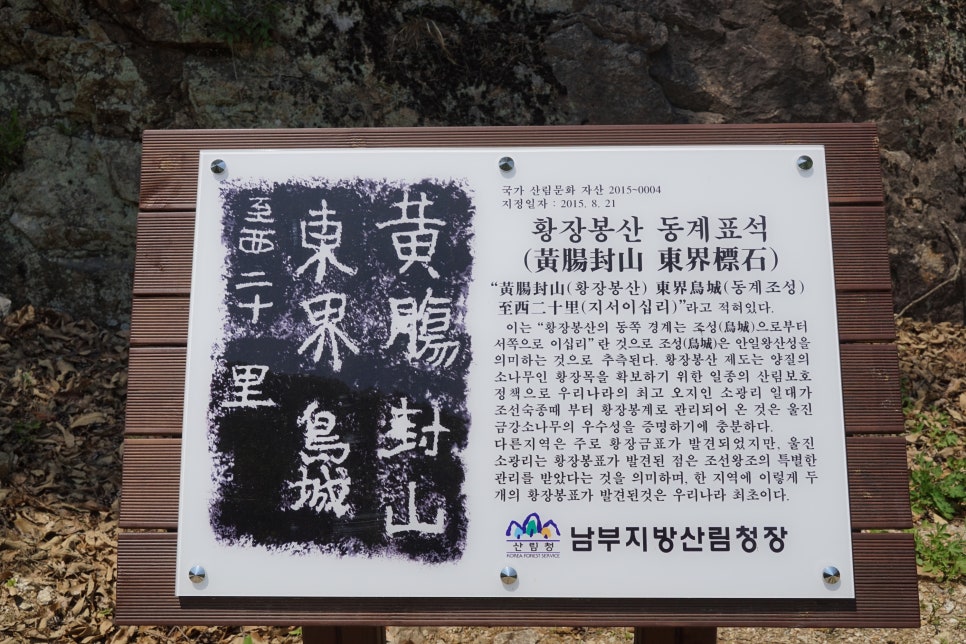 黃腸封山
東界鳥城
至西二十里
국가 산림문화 자산 2015~0004
지정일자 : 2015. 8. 21
황장봉산 동계표석
(黃腸封山 東界標石)
“黃腸封山(황장봉산) 東界鳥城(동계조성)
至西二十里(지서이십리)”라고 적혀있다.
이는 “황장봉산의 동쪽 경계는 조성(鳥城)으로부터
서쪽으로 이십리” 란 것으로 조성(鳥城)은 안일왕산성을
의미하는 것으로 추측된다. 황장봉산 제도는 양질의
소나무인 황장목을 확보하기 위한 일종의 산림보호
정책으로 우리나라의 최고 오지인 소광리 일대가
조선숙종때 부터 황장봉계로 관리되어 온 것은 울진
금강소나무의 우수성을 증명하기에 충분하다.
다른지역은 주로 황장금표가 발견되었지만, 울진
소광리는 황장봉표가 발견된 점은 조선왕조의 특별한
관리를 받았다는 것을 의미하며, 한 지역에 이렇게 두
개의 황장봉표가 발견된것은 우리나라 최초이다.
산림청
KOREA FOREST SERVICE
남부지방산림청장